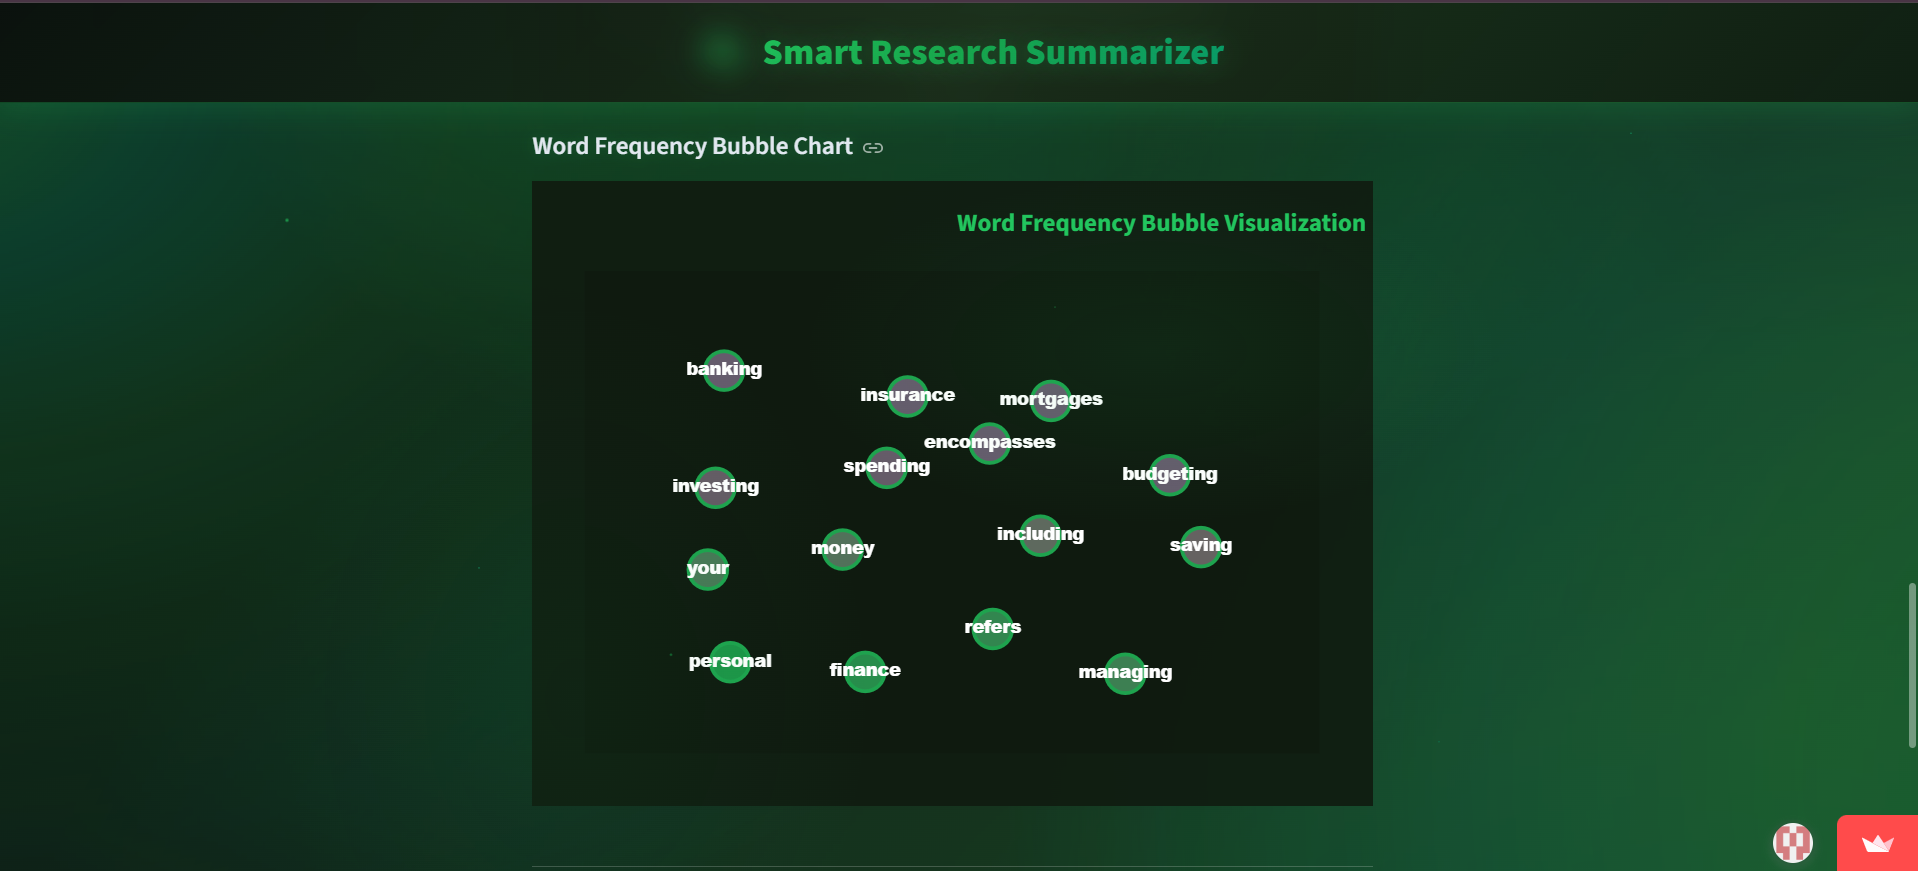 Smart Research Summarizer
Word Frequency Bubble Chart
Word Frequency Bubble Visualization
banking
insurance
mortgages
encompasses
spending
budgeting
investing
including
saving
money
your
refers
personal
finance
managing